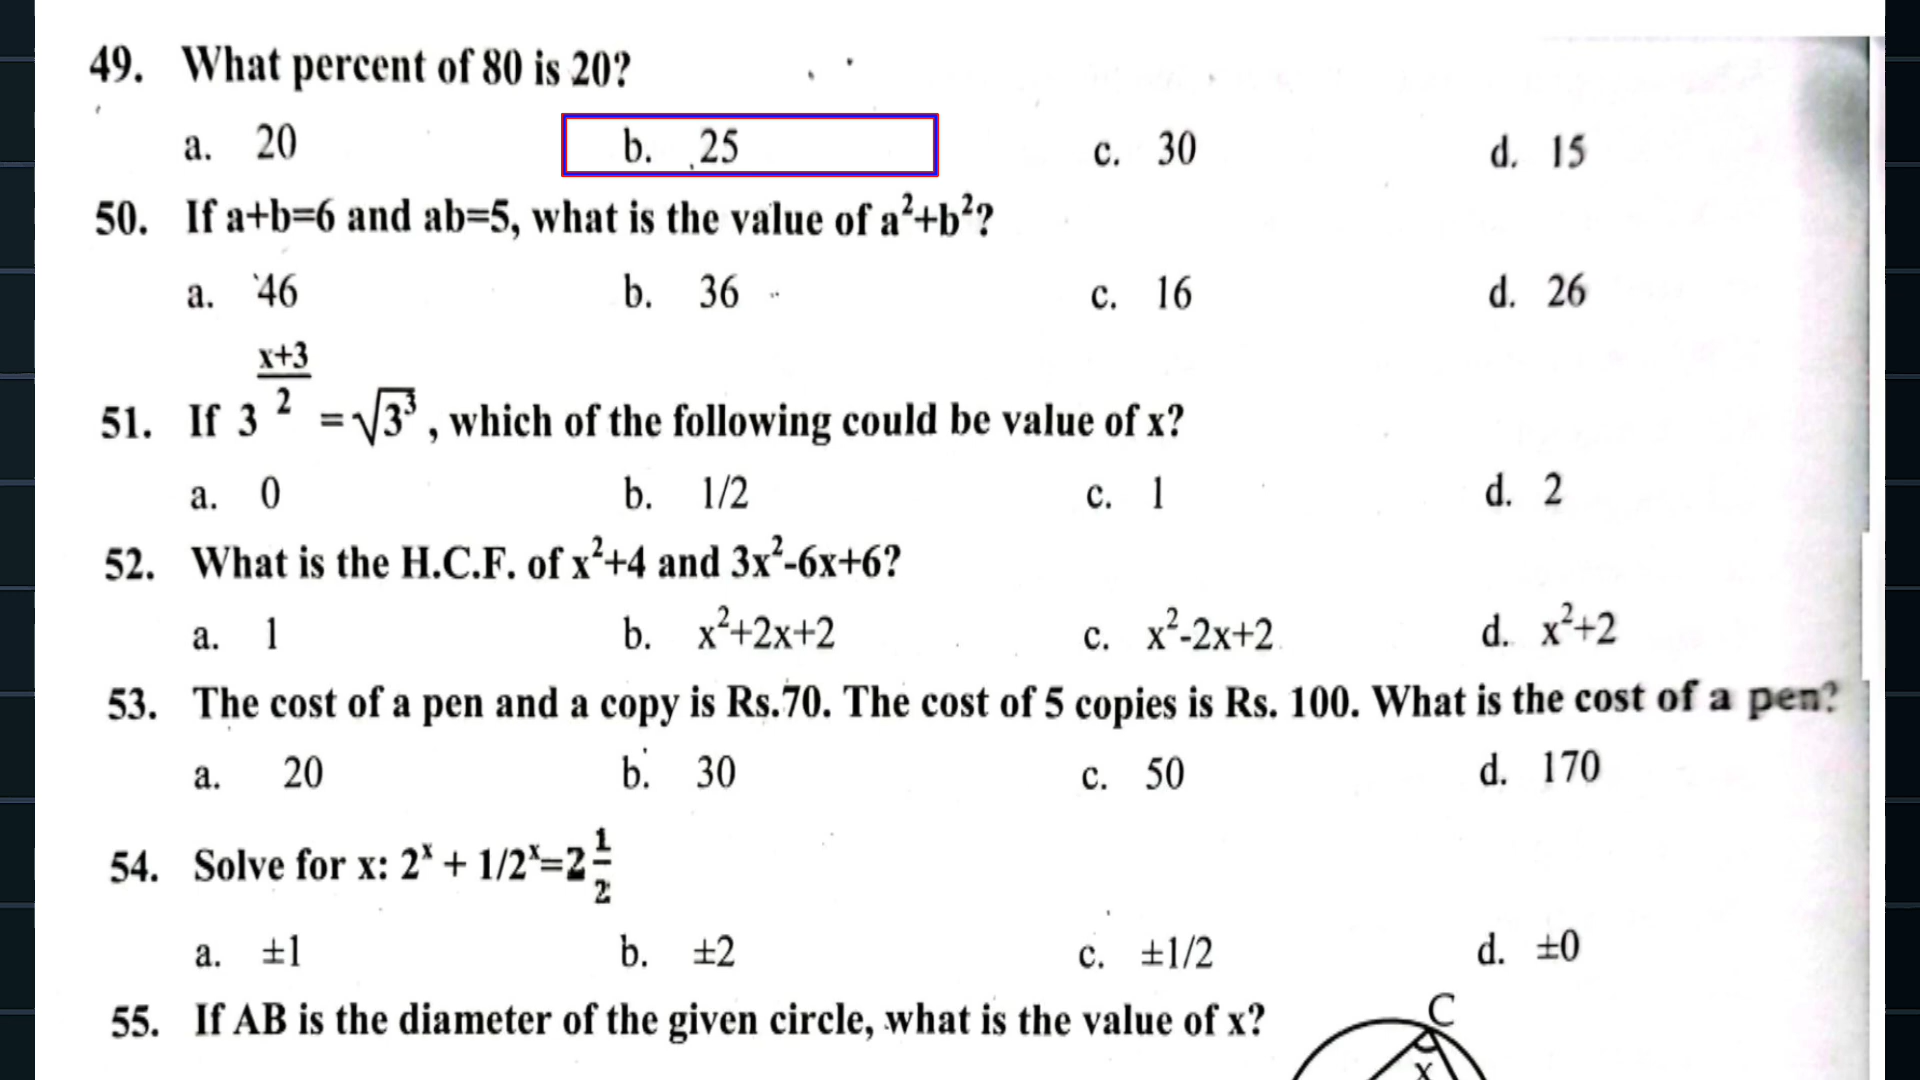 49. What percent of 80 is 20?
a. 20 b. 25 c. 30 d. 15
50. If a+b=6 and ab=5, what is the value of a²+b²?
a. 46 b. 36 c. 16 d. 26
51. If 3^((x+3)/2) = √3³, which of the following could be value of x?
a. 0 b. 1/2 c. 1 d. 2
52. What is the H.C.F. of x²+4 and 3x²-6x+6?
a. 1 b. x²+2x+2 c. x²-2x+2 d. x²+2
53. The cost of a pen and a copy is Rs.70. The cost of 5 copies is Rs. 100. What is the cost of a pen?
a. 20 b. 30 c. 50 d. 170
54. Solve for x: 2ˣ + 1/2ˣ=2 1/2
a. ±1 b. ±2 c. ±1/2 d. ±0
55. If AB is the diameter of the given circle, what is the value of x?
C
x